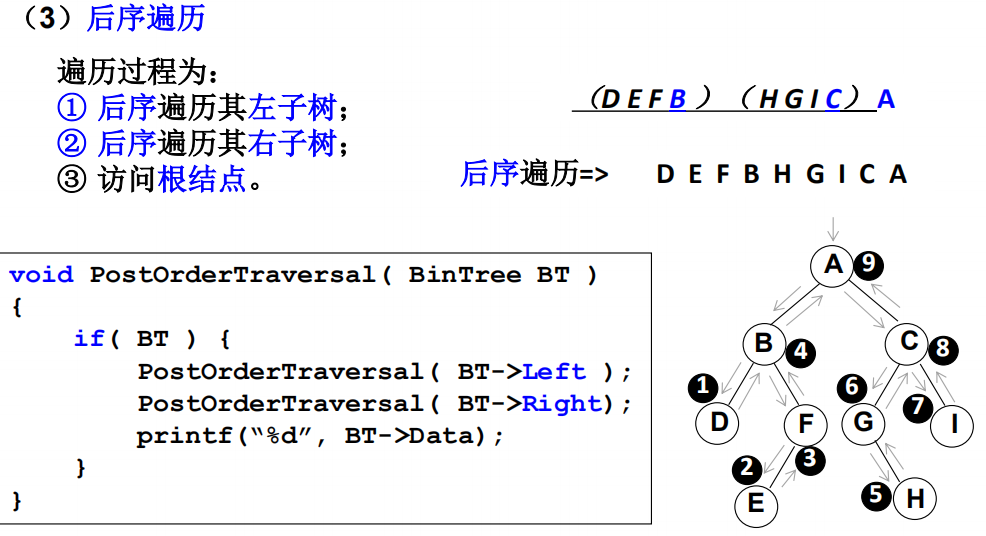 （3）后序遍历
遍历过程为：
① 后序遍历其左子树；
② 后序遍历其右子树；
③ 访问根结点。
（D E F B ）（ H G I C） A
后序遍历=> D E F B H G I C A
void PostOrderTraversal( BinTree BT )
{
if( BT ) {
PostOrderTraversal( BT->Left );
PostOrderTraversal( BT->Right);
printf(“%d”, BT->Data);
}
}
A 9
B 4 C 8
1 6 7
D F G I
2 3
E 5 H